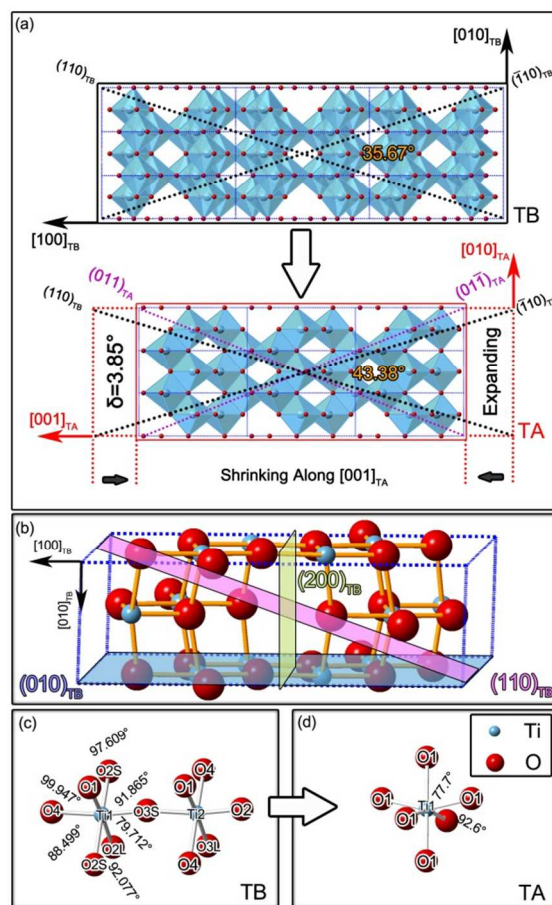 (a)
[010]TB
(110)TB
(1̄10)TB
35.67°
TB
[100]TB
[010]TA
(011)TA
(011̄)TA
(110)TB
(1̄10)TB
δ=3.85°
43.38°
Expanding
[001]TA
TA
Shrinking Along [001]TA
(b)
[100]TB
[010]TB
(200)TB
(010)TB
(110)TB
(c)
97.609°
O2S
O4
99.947°
O1
91.865°
O1
O4
Ti1
O3S
Ti2
O2
88.499°
79.712°
O2L
O3L
O2S
O4
92.077°
TB
(d)
Ti
O
O1
77.7°
O1
Ti1
O1
O1
92.6°
O1
TA